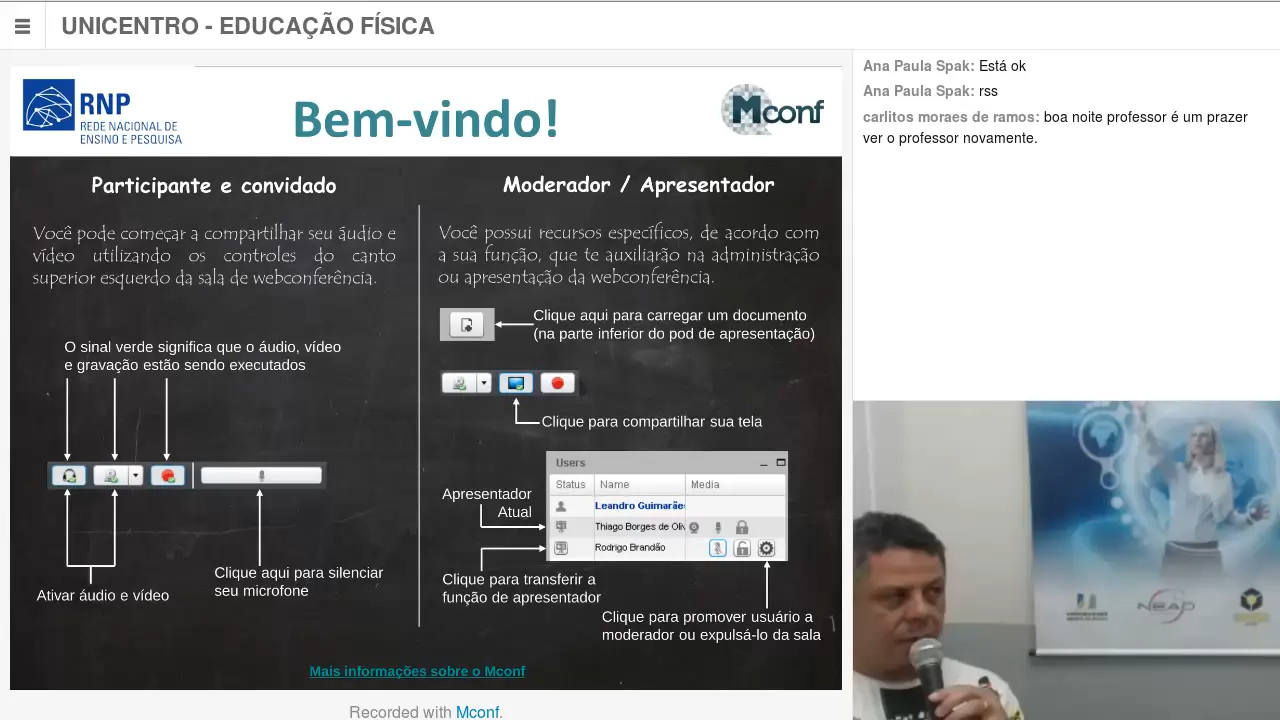 UNICENTRO - EDUCAÇÃO FÍSICA
RNP
REDE NACIONAL DE
ENSINO E PESQUISA
Bem-vindo!
Mconf
Participante e convidado
Você pode começar a compartilhar seu áudio e
vídeo utilizando os controles do canto
superior esquerdo da sala de webconferência.
O sinal verde significa que o áudio, vídeo
e gravação estão sendo executados
Ativar áudio e vídeo
Clique aqui para silenciar
seu microfone
Moderador / Apresentador
Você possui recursos específicos, de acordo com
a sua função, que te auxiliarão na administração
ou apresentação da webconferência.
Clique aqui para carregar um documento
(na parte inferior do pod de apresentação)
Clique para compartilhar sua tela
Users
Status Name Media
Leandro Guimarães
Thiago Borges de Oliv
Rodrigo Brandão
Apresentador
Atual
Clique para transferir a
função de apresentador
Clique para promover usuário a
moderador ou expulsá-lo da sala
Mais informações sobre o Mconf
Recorded with Mconf.
Ana Paula Spak: Está ok
Ana Paula Spak: rss
carlitos moraes de ramos: boa noite professor é um prazer
ver o professor novamente.
NEAD